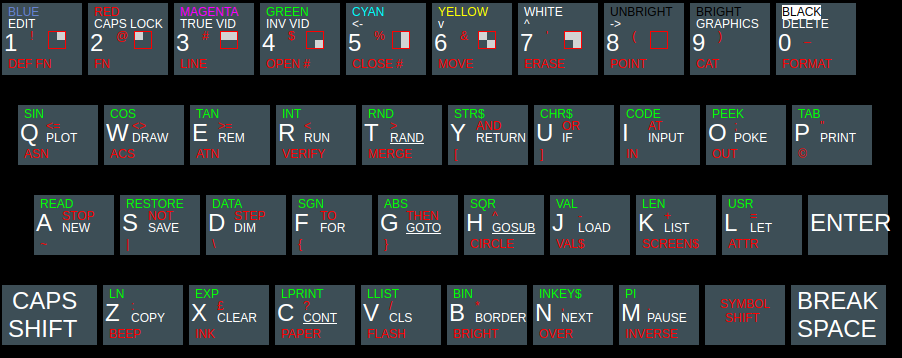 BLUE RED MAGENTA GREEN CYAN YELLOW WHITE UNBRIGHT BRIGHT BLACK
EDIT CAPS LOCK TRUE VID INV VID <- v ^ -> GRAPHICS DELETE
1 ! 2 @ 3 # 4 $ 5 % 6 & 7 ' 8 ( 9 ) 0 _
DEF FN FN LINE OPEN # CLOSE # MOVE ERASE POINT CAT FORMAT
SIN COS TAN INT RND STR$ CHR$ CODE PEEK TAB
<= <> >= < > AND OR AT ; "
Q PLOT W DRAW E REM R RUN T RAND Y RETURN U IF I INPUT O POKE P PRINT
ASN ACS ATN VERIFY MERGE [ ] IN OUT ©
READ RESTORE DATA SGN ABS SQR VAL LEN USR
STOP NOT STEP TO THEN ^ - + =
A NEW S SAVE D DIM F FOR G GOTO H GOSUB J LOAD K LIST L LET ENTER
~ | \ { } CIRCLE VAL$ SCREEN$ ATTR
LN EXP LPRINT LLIST BIN INKEY$ PI
: £ ? / * , .
CAPS Z COPY X CLEAR C CONT V CLS B BORDER N NEXT M PAUSE SYMBOL BREAK
SHIFT BEEP INK PAPER FLASH BRIGHT OVER INVERSE SHIFT SPACE